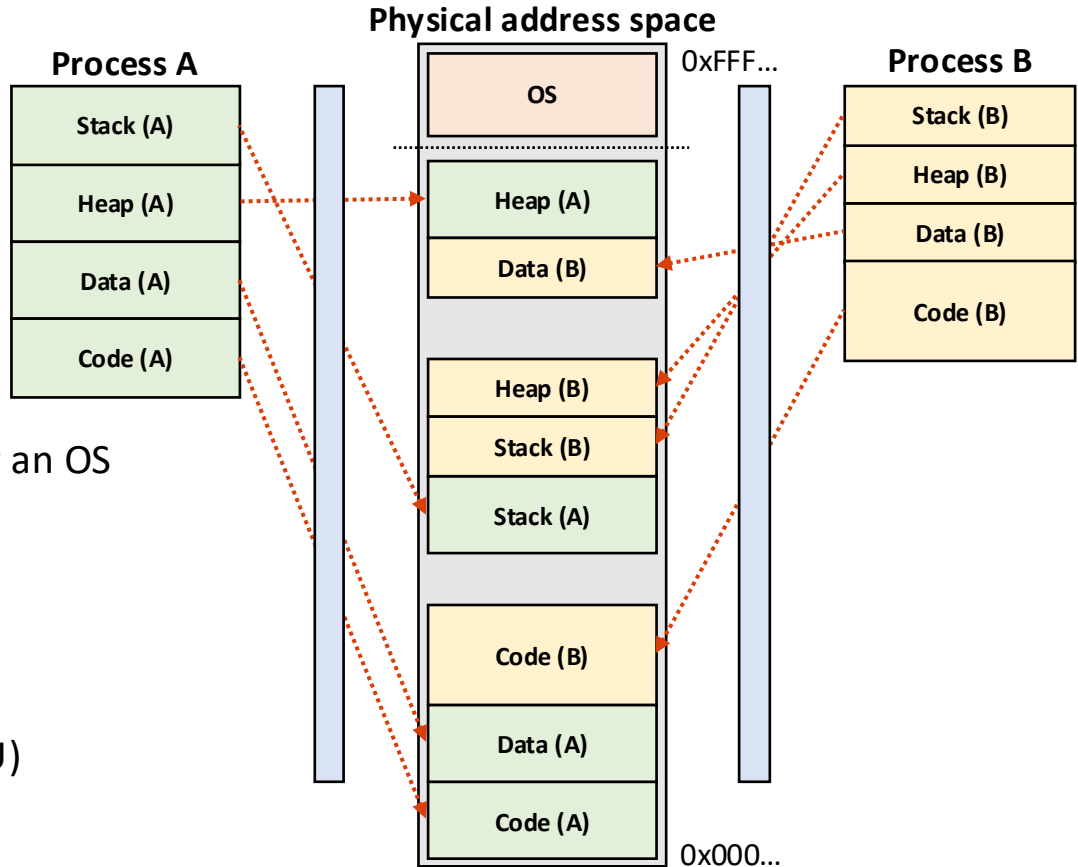 Physical address space
Process A
Stack (A)
Heap (A)
Data (A)
Code (A)
an OS
)
0xFFF...
OS
Heap (A)
Data (B)
Heap (B)
Stack (B)
Stack (A)
Code (B)
Data (A)
Code (A)
0x000...
Process B
Stack (B)
Heap (B)
Data (B)
Code (B)